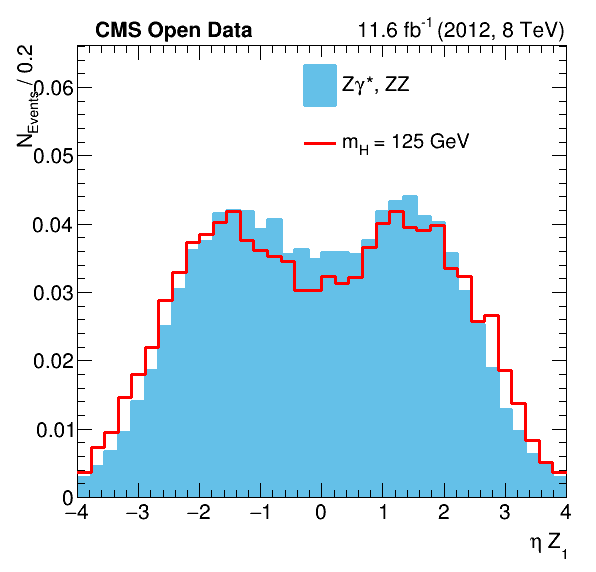 CMS Open Data 11.6 fb⁻¹ (2012, 8 TeV)
N_Events / 0.2
Zγ*, ZZ
m_H = 125 GeV
0.06
0.05
0.04
0.03
0.02
0.01
0
−4 −3 −2 −1 0 1 2 3 4
η Z₁